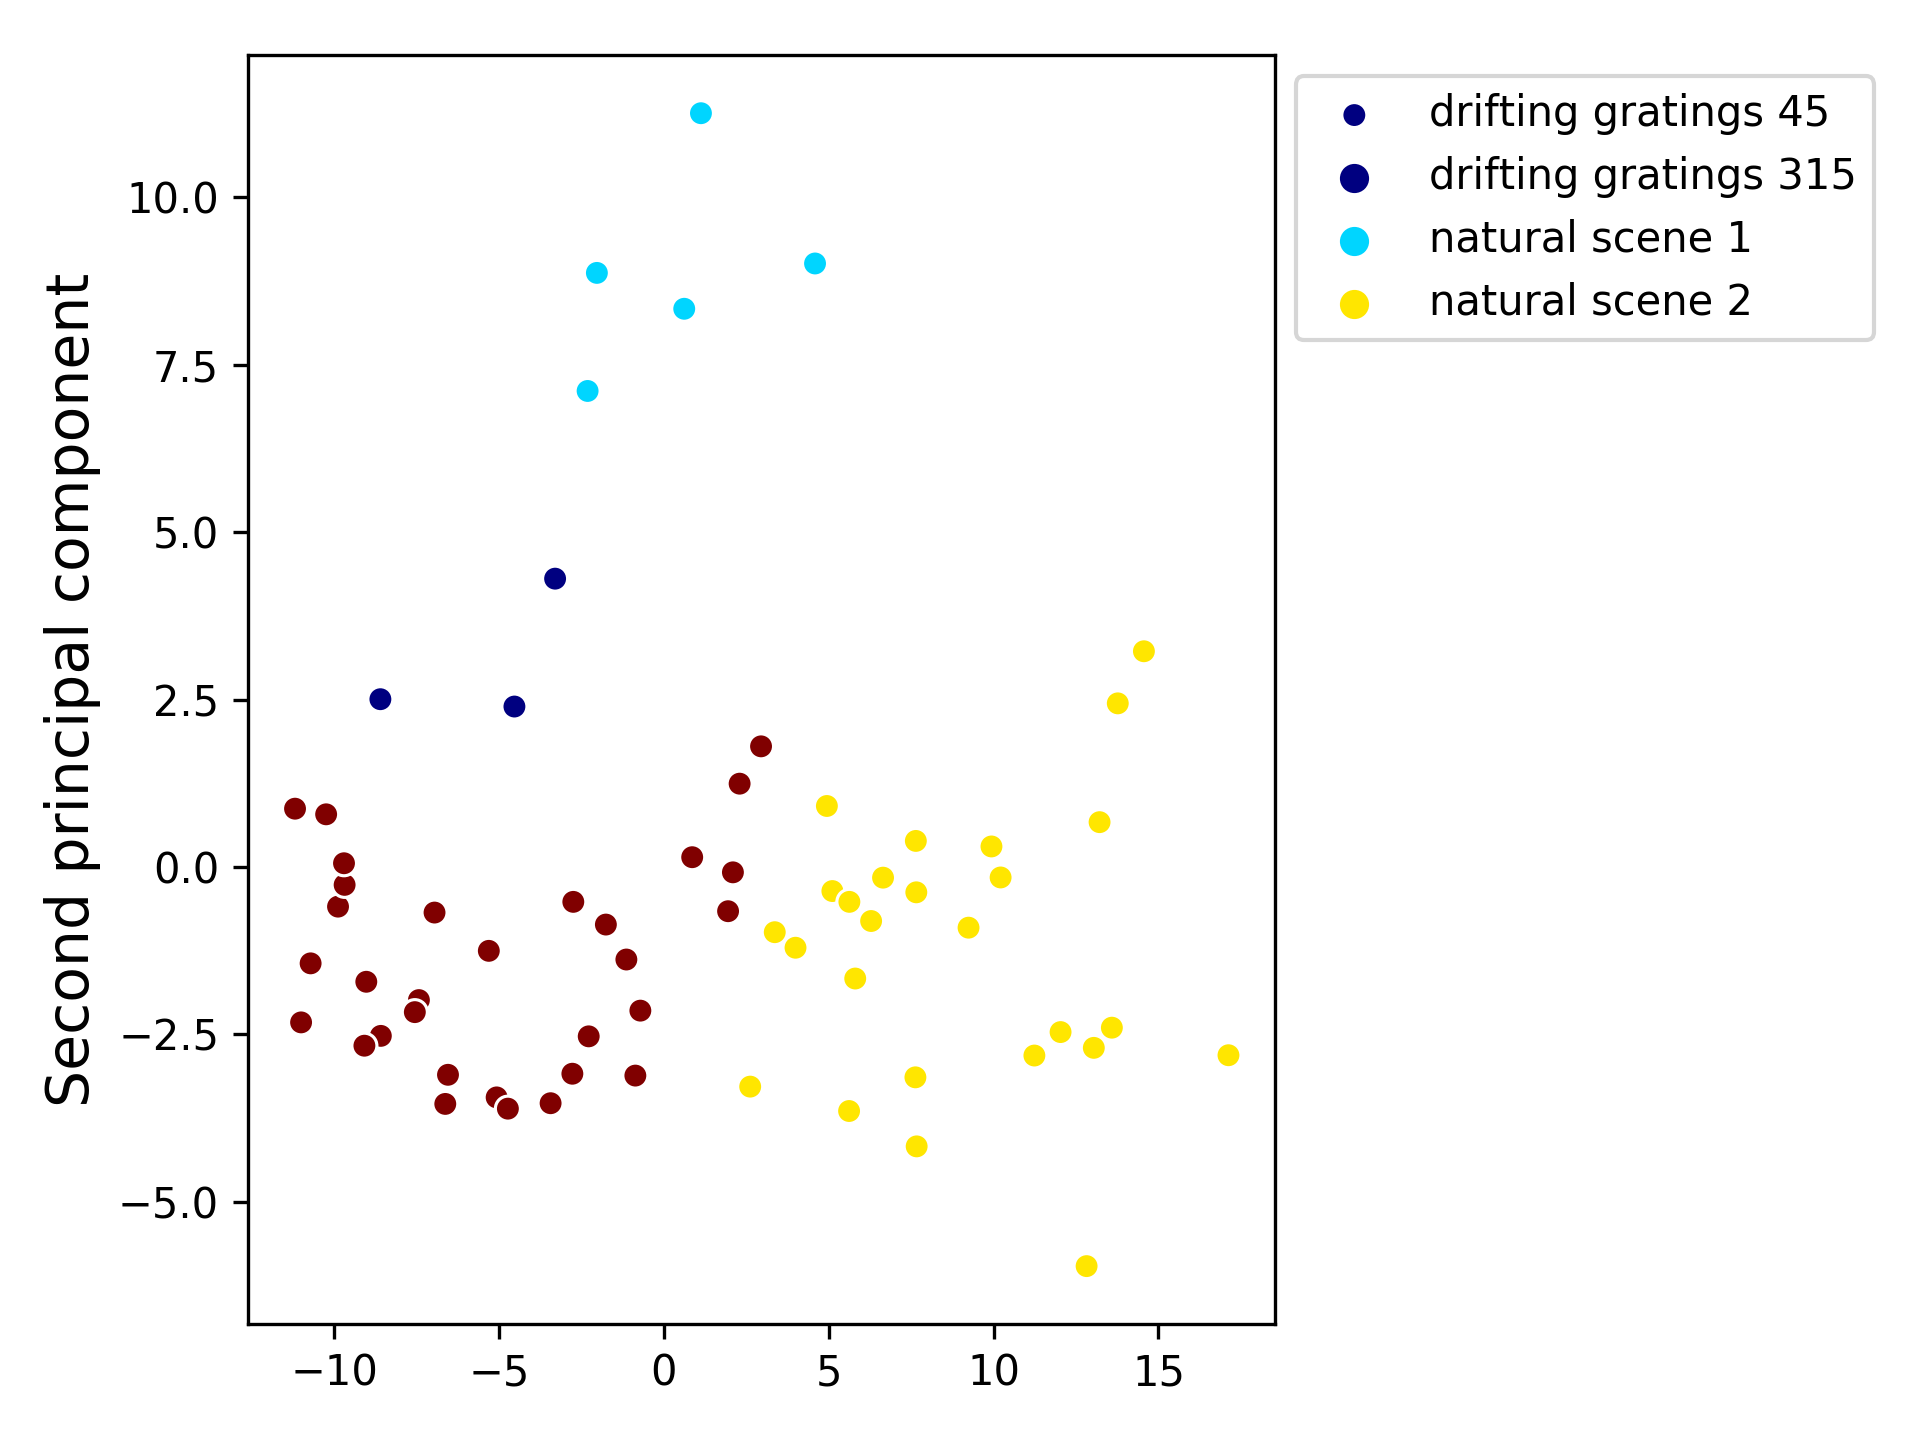 Second principal component
10.0
7.5
5.0
2.5
0.0
−2.5
−5.0
−10
−5
0
5
10
15
drifting gratings 45
drifting gratings 315
natural scene 1
natural scene 2